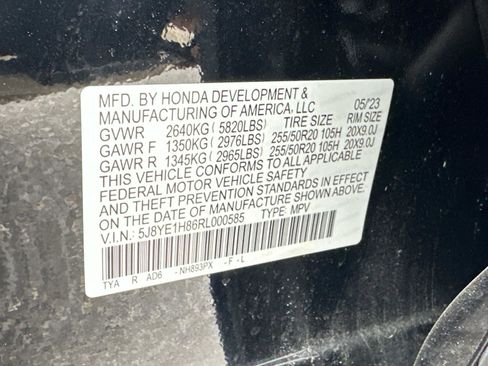 MFD. BY HONDA DEVELOPMENT &
MANUFACTURING OF AMERICA, LLC 05/23
GVWR 2640KG (5820LBS) TIRE SIZE RIM SIZE
GAWR F 1350KG (2976LBS) 255/50R20 105H 20X9.0J
GAWR R 1345KG (2965LBS) 255/50R20 105H 20X9.0J
THIS VEHICLE CONFORMS TO ALL APPLICABLE
FEDERAL MOTOR VEHICLE SAFETY
AND THEFT PREVENTION STANDARDS IN EFFECT
ON THE DATE OF MANUFACTURE SHOWN ABOVE.
V.I.N.: 5J8YE1H86RL000585 TYPE: MPV
TYA R AD6 -NH893PX -F-L